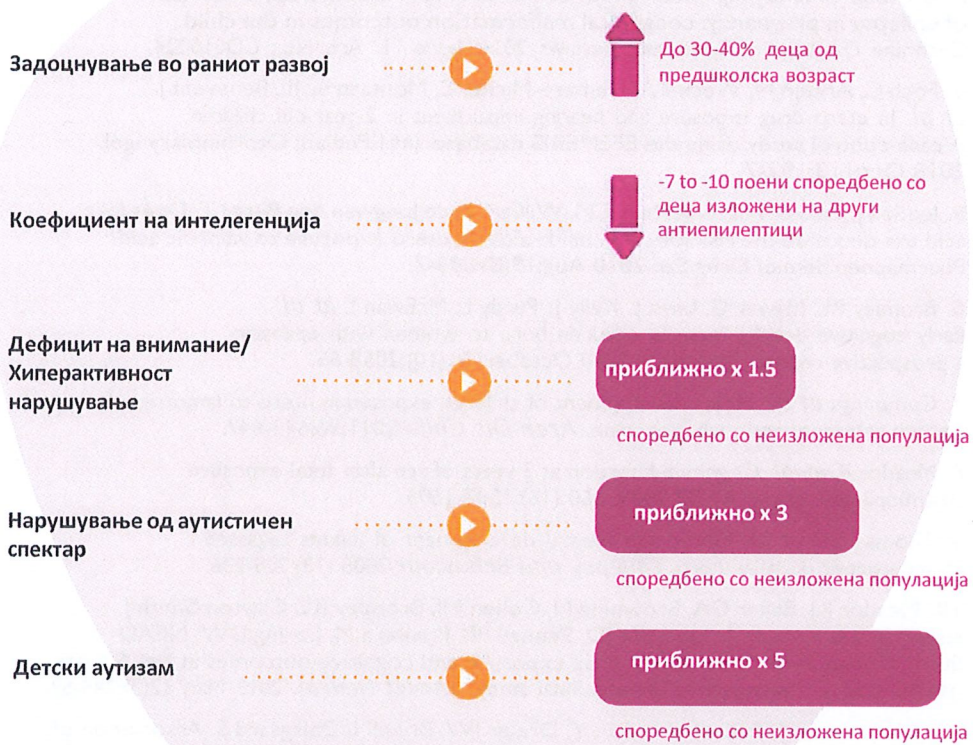 Задоцнување во раниот развој
До 30-40% деца од
предшколска возраст
Коефициент на интелегенција
-7 to -10 поени споредбено со
деца изложени на други
антиепилептици
Дефицит на внимание/
Хиперактивност
нарушување
приближно x 1.5
споредбено со неизложена популација
Нарушување од аутистичен
спектар
приближно x 3
споредбено со неизложена популација
Детски аутизам
приближно x 5
споредбено со неизложена популација